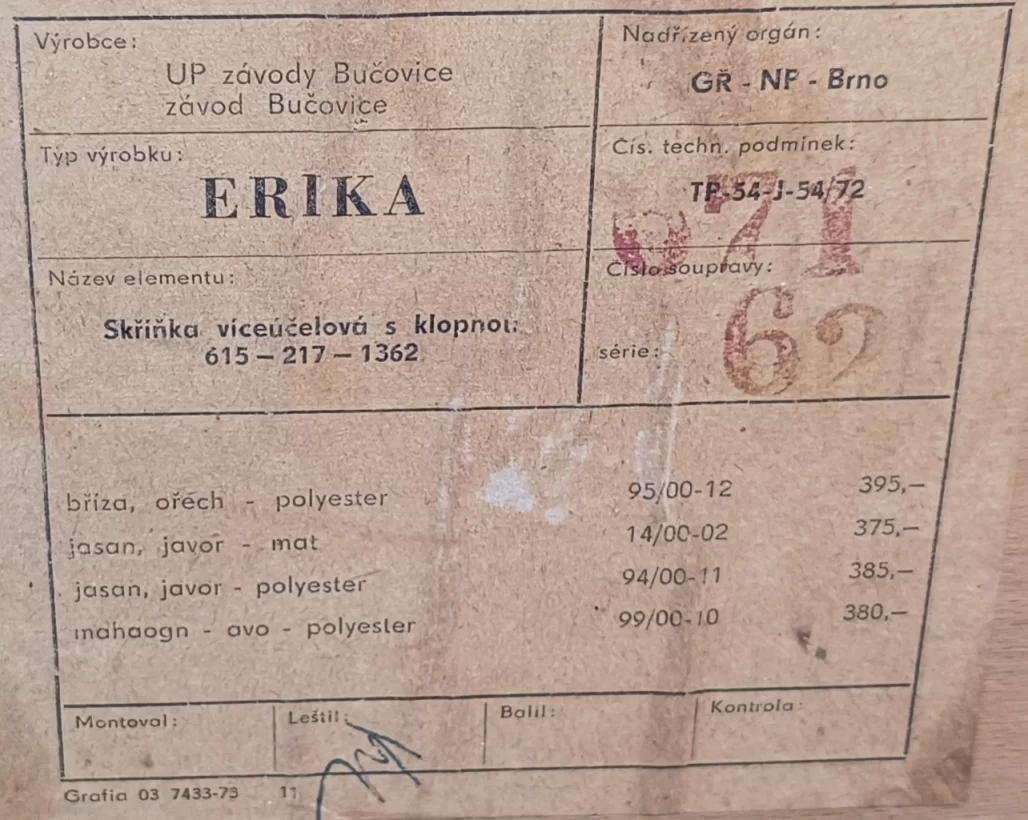 Výrobce:
UP závody Bučovice
závod Bučovice
Nadřízený orgán:
GŘ - NP - Brno
Typ výrobku:
ERIKA
Čís. techn. podmínek:
TP-54-J-54/72
71
Název elementu:
Skříňka víceúčelová s klopnou
615 – 217 – 1362
Číslo soupravy:
série:
62
bříza, ořech - polyester 95/00-12 395,—
jasan, javor - mat 14/00-02 375,—
jasan, javor - polyester 94/00-11 385,—
mahaogn - avo - polyester 99/00-10 380,—
Montoval:
Leštil:
Balil:
Kontrola:
Grafia 03 7433-73 11